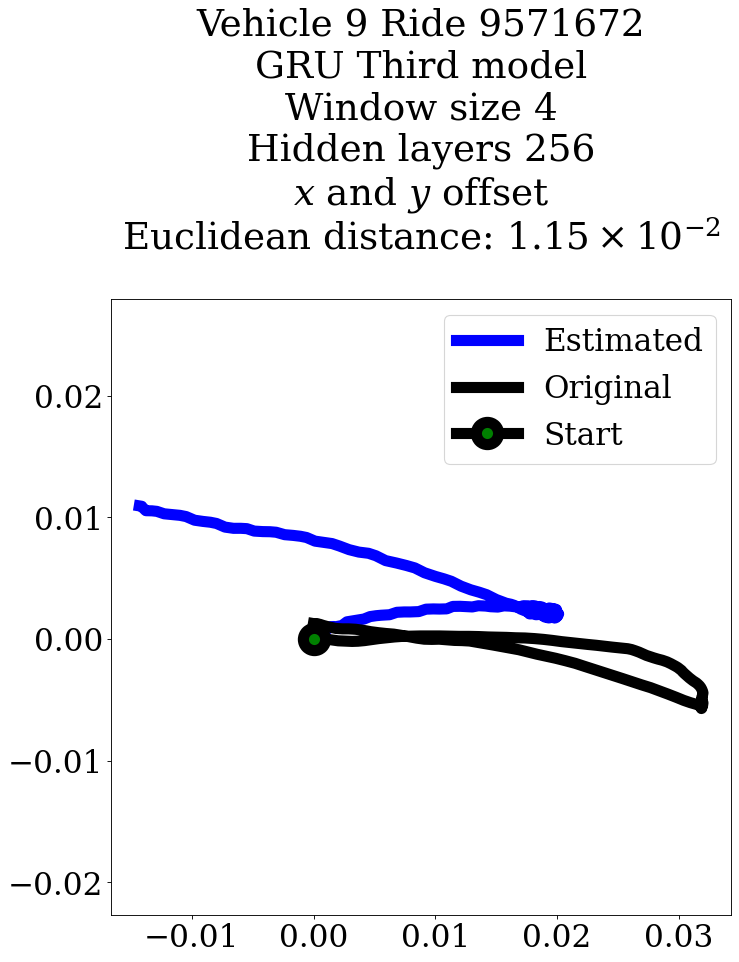 Vehicle 9 Ride 9571672
GRU Third model
Window size 4
Hidden layers 256
x and y offset
Euclidean distance: 1.15 × 10⁻²
Estimated
Original
Start
0.02
0.01
0.00
−0.01
−0.02
−0.01 0.00 0.01 0.02 0.03